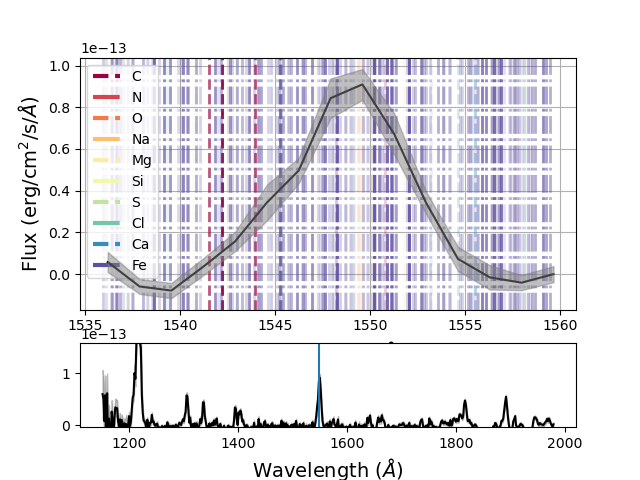 1e−13
Flux (erg/cm²/s/Å)
1.0
0.8
0.6
0.4
0.2
0.0
C
N
O
Na
Mg
Si
S
Cl
Ca
Fe
1535 1540 1545 1550 1555 1560
1e−13
1
0
1200 1400 1600 1800 2000
Wavelength (Å)